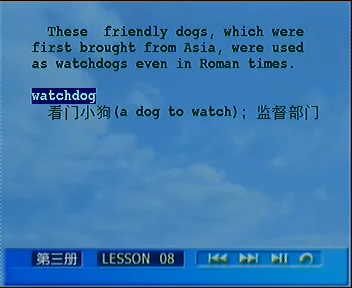 These friendly dogs, which were
first brought from Asia, were used
as watchdogs even in Roman times.
watchdog
看门小狗(a dog to watch); 监督部门
第三册 LESSON 08